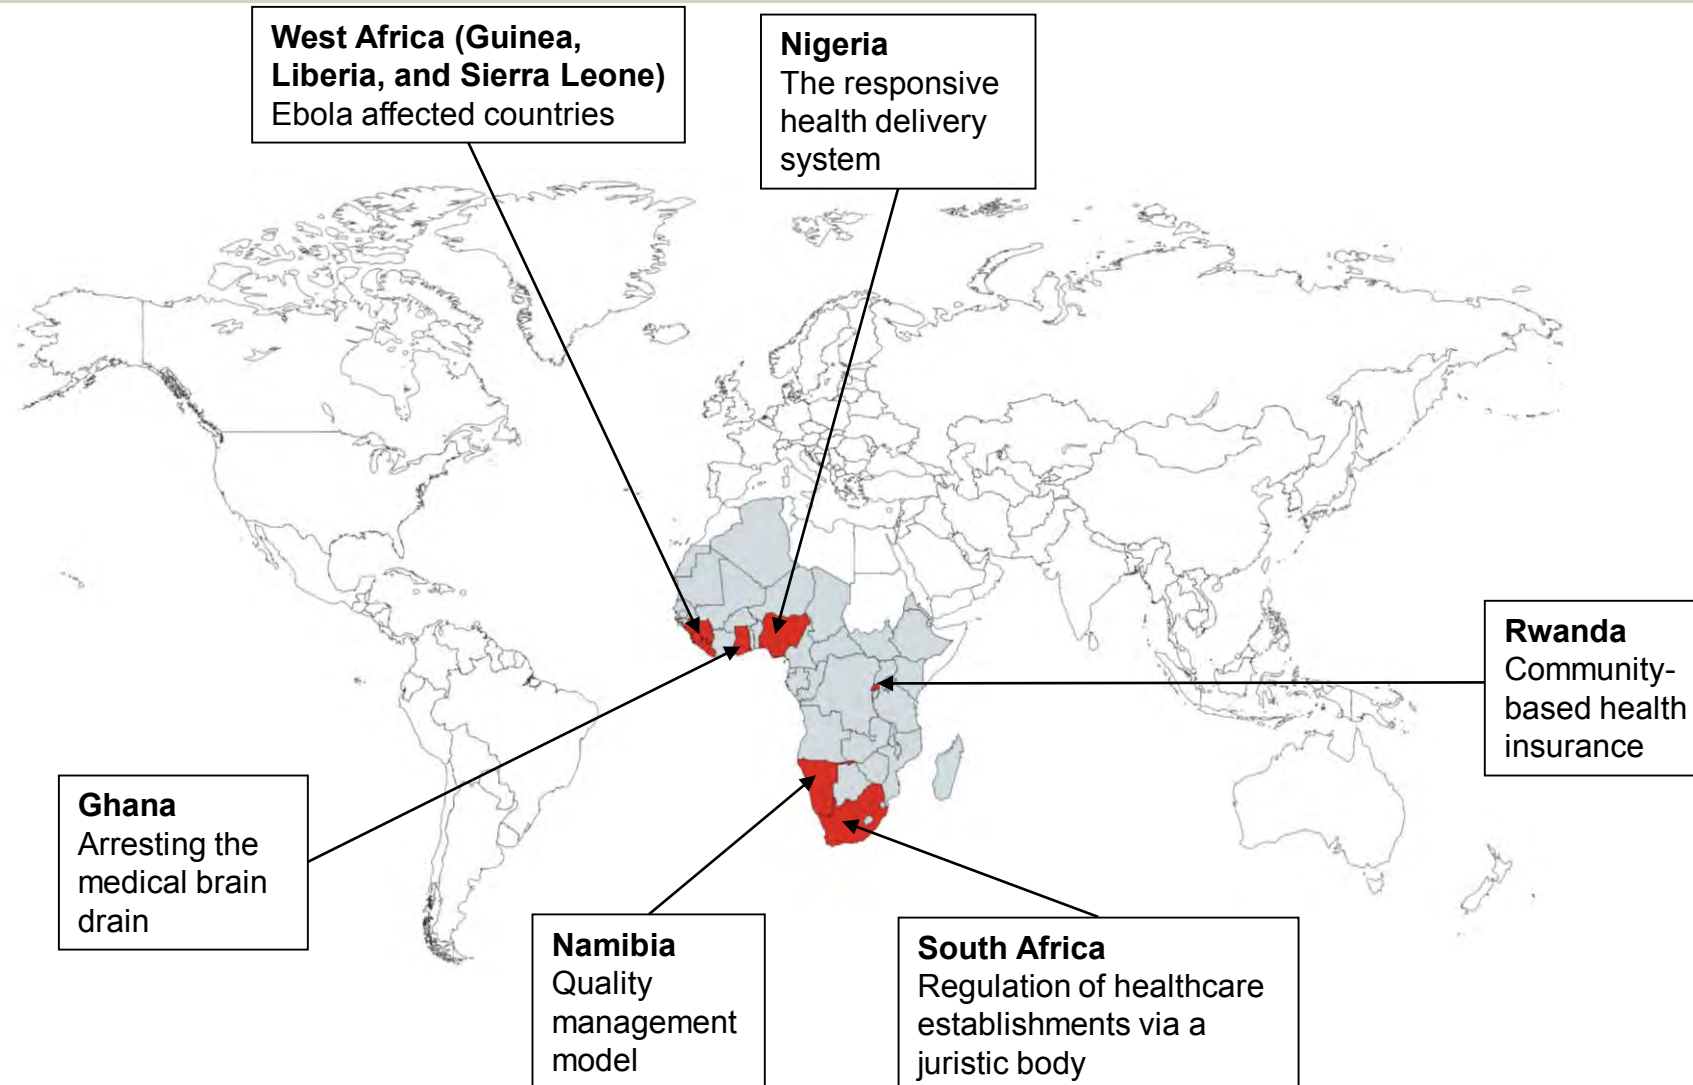 West Africa (Guinea,
Liberia, and Sierra Leone)
Ebola affected countries
Nigeria
The responsive
health delivery
system
Rwanda
Community-
based health
insurance
Ghana
Arresting the
medical brain
drain
Namibia
Quality
management
model
South Africa
Regulation of healthcare
establishments via a
juristic body